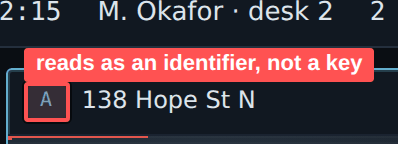 2:15 M. Okafor · desk 2 2
reads as an identifier, not a key
A 138 Hope St N